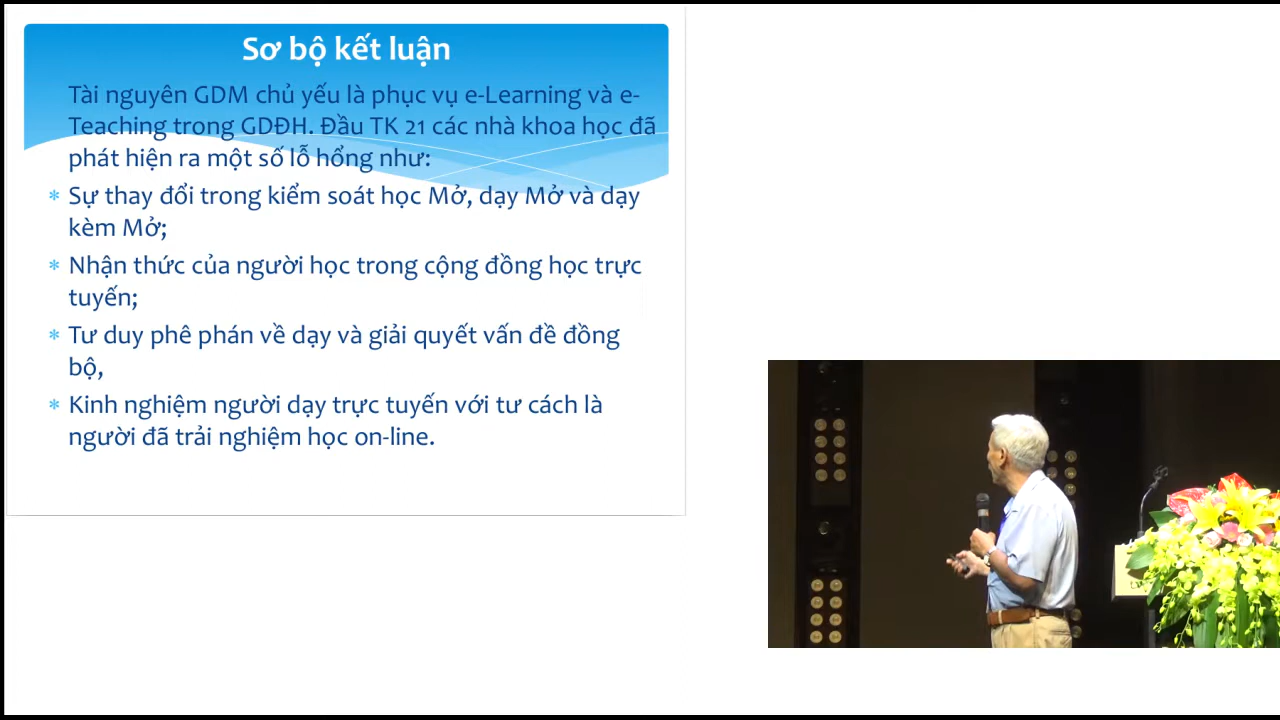 Sơ bộ kết luận
Tài nguyên GDM chủ yếu là phục vụ e-Learning và e-
Teaching trong GDĐH. Đầu TK 21 các nhà khoa học đã
phát hiện ra một số lỗ hổng như:
* Sự thay đổi trong kiểm soát học Mở, dạy Mở và dạy
kèm Mở;
* Nhận thức của người học trong cộng đồng học trực
tuyến;
* Tư duy phê phán về dạy và giải quyết vấn đề đồng
bộ,
* Kinh nghiệm người dạy trực tuyến với tư cách là
người đã trải nghiệm học on-line.